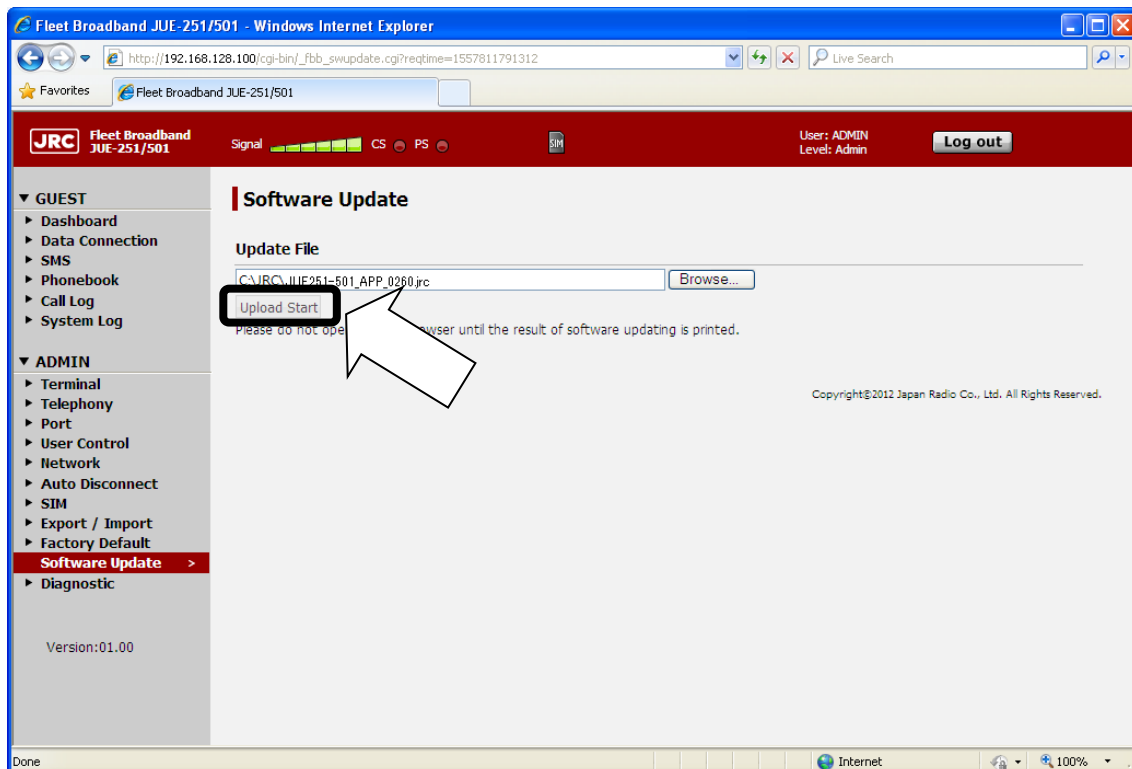 Fleet Broadband JUE-251/501 - Windows Internet Explorer
http://192.168.128.100/cgi-bin/_fbb_swupdate.cgi?reqtime=1557811791312
Live Search
Favorites
Fleet Broadband JUE-251/501
JRC
Fleet Broadband
JUE-251/501
Signal
CS
PS
SIM
User: ADMIN
Level: Admin
Log out
▼ GUEST
Dashboard
Data Connection
SMS
Phonebook
Call Log
System Log
▼ ADMIN
Terminal
Telephony
Port
User Control
Network
Auto Disconnect
SIM
Export / Import
Factory Default
Software Update >
Diagnostic
Version:01.00
Software Update
Update File
C:\JRC\JUE251-501_APP_0260.jrc
Browse...
Upload Start
Please do not ope wser until the result of software updating is printed.
Copyright©2012 Japan Radio Co., Ltd. All Rights Reserved.
Done
Internet
100%